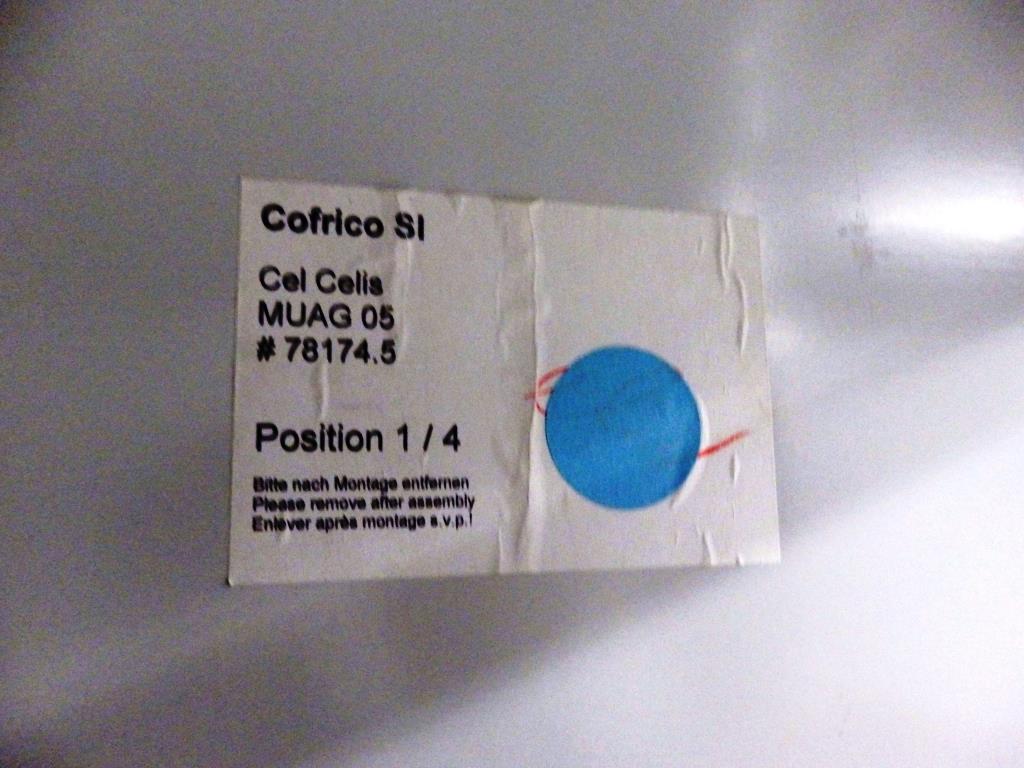 Cofrico SI
Cel Celis
MUAG 05
# 78174.5
Position 1 / 4
Bitte nach Montage entfernen
Please remove after assembly
Enlever après montage s.v.p.!